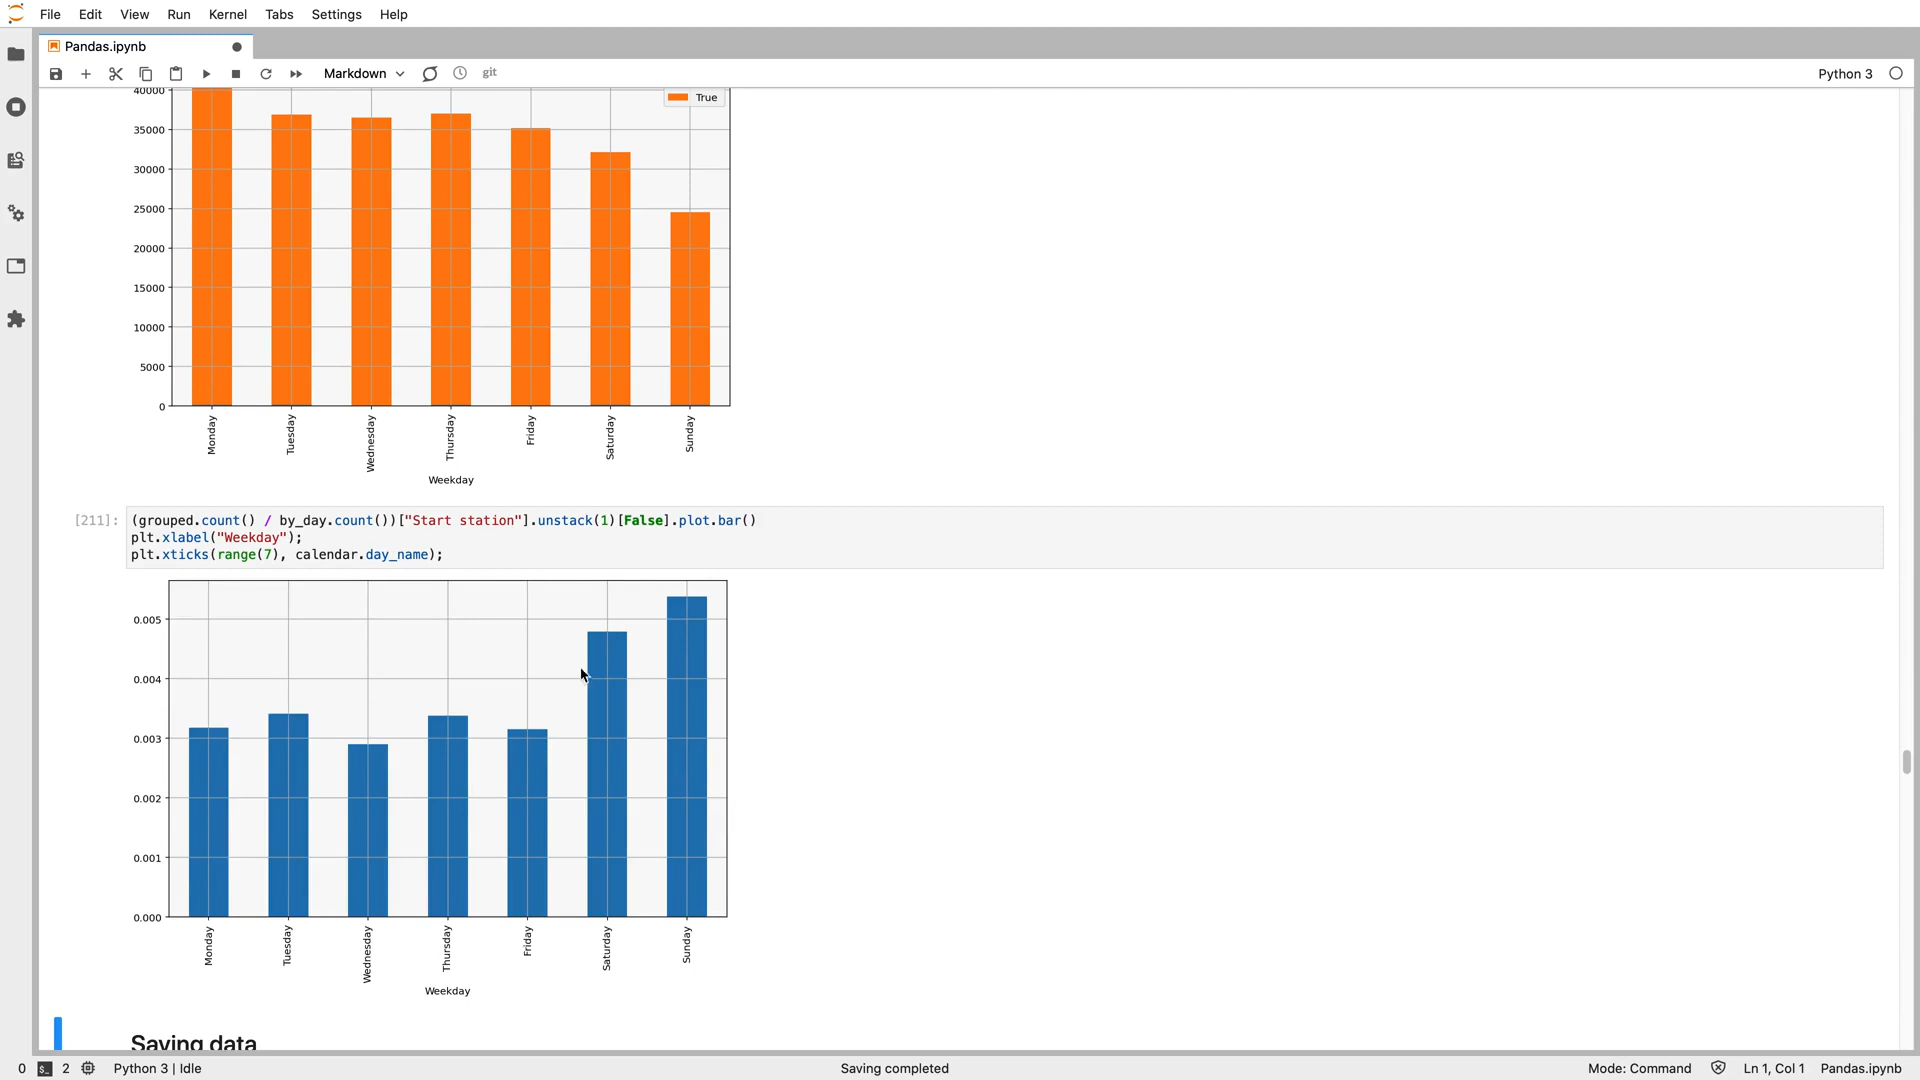 File Edit View Run Kernel Tabs Settings Help
Pandas.ipynb
Markdown git Python 3
True
40000
35000
30000
25000
20000
15000
10000
5000
0
Monday Tuesday Wednesday Thursday Friday Saturday Sunday
Weekday
[211]: (grouped.count() / by_day.count())["Start station"].unstack(1)[False].plot.bar()
plt.xlabel("Weekday");
plt.xticks(range(7), calendar.day_name);
0.005
0.004
0.003
0.002
0.001
0.000
Monday Tuesday Wednesday Thursday Friday Saturday Sunday
Weekday
Saving data
0 $_ 2 Python 3 | Idle Saving completed Mode: Command Ln 1, Col 1 Pandas.ipynb